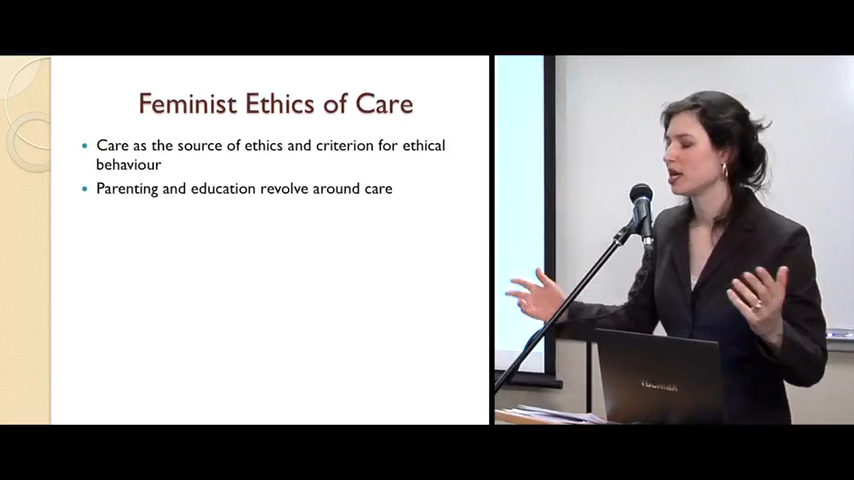 Feminist Ethics of Care
• Care as the source of ethics and criterion for ethical
behaviour
• Parenting and education revolve around care
TOSHIBA